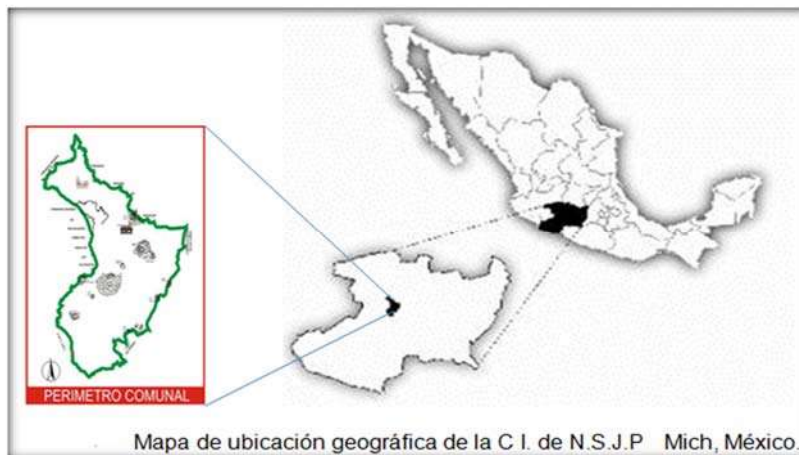 PERIMETRO COMUNAL
Mapa de ubicación geográfica de la C I. de N.S.J.P Mich, México.